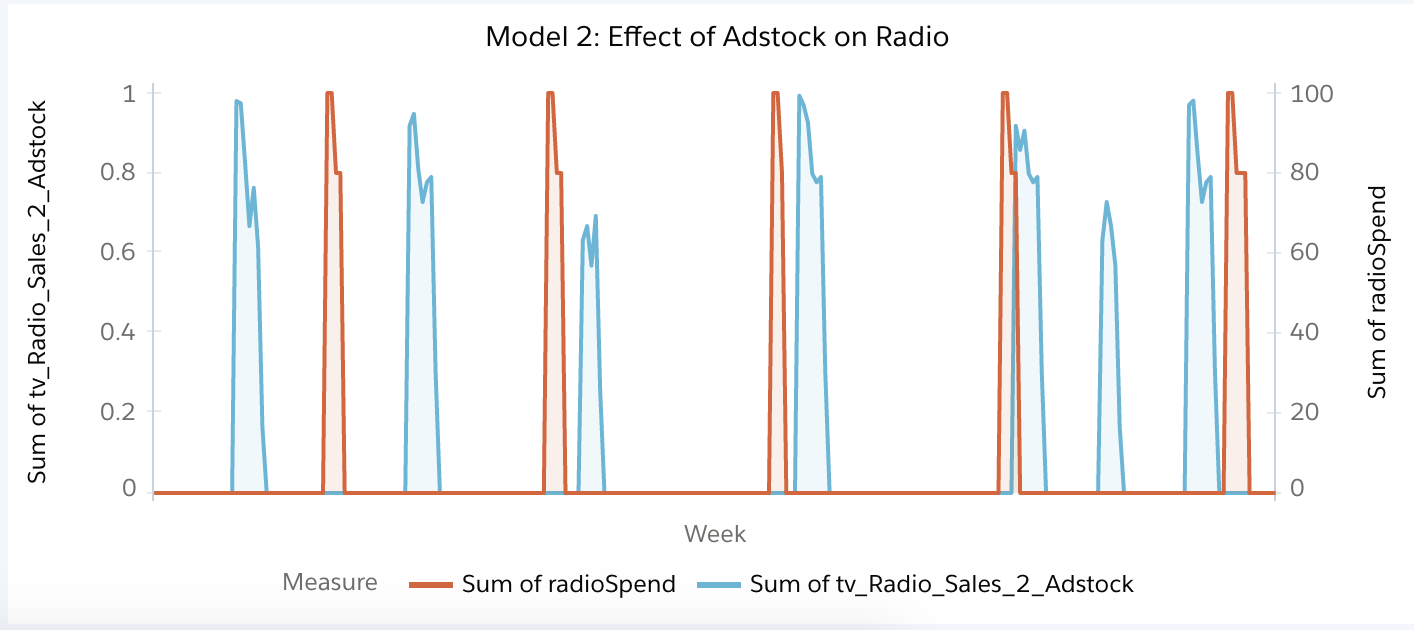 Model 2: Effect of Adstock on Radio
Sum of tv_Radio_Sales_2_Adstock
1
0.8
0.6
0.4
0.2
0
100
80
60
40
20
0
Sum of radioSpend
Week
Measure Sum of radioSpend Sum of tv_Radio_Sales_2_Adstock